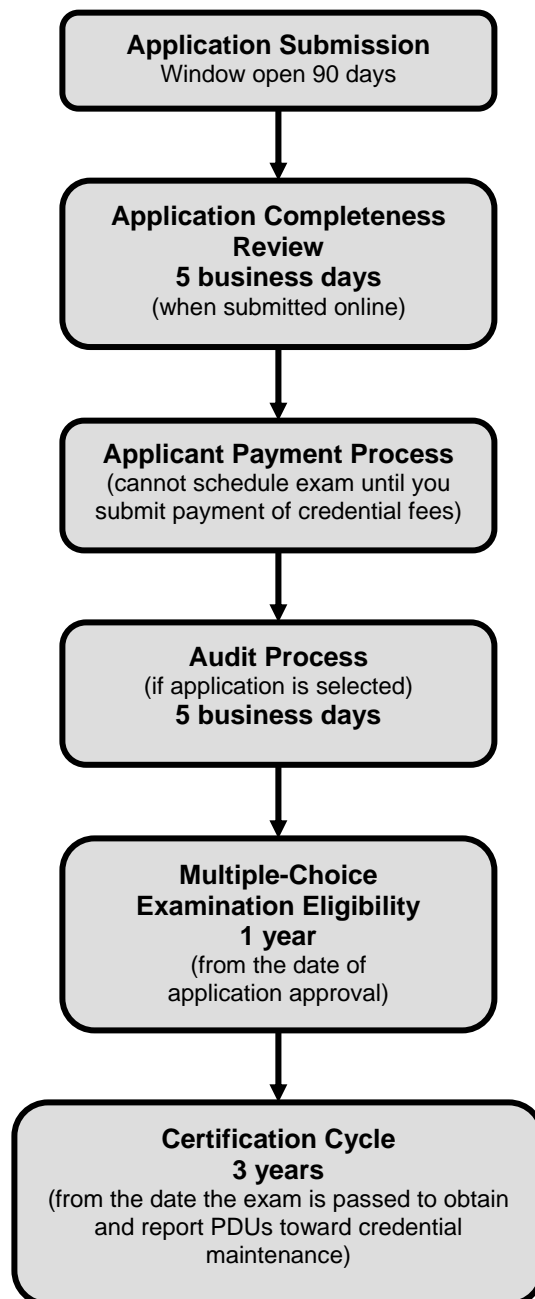 Application Submission
Window open 90 days
Application Completeness
Review
5 business days
(when submitted online)
Applicant Payment Process
(cannot schedule exam until you
submit payment of credential fees)
Audit Process
(if application is selected)
5 business days
Multiple-Choice
Examination Eligibility
1 year
(from the date of
application approval)
Certification Cycle
3 years
(from the date the exam is passed to obtain
and report PDUs toward credential
maintenance)